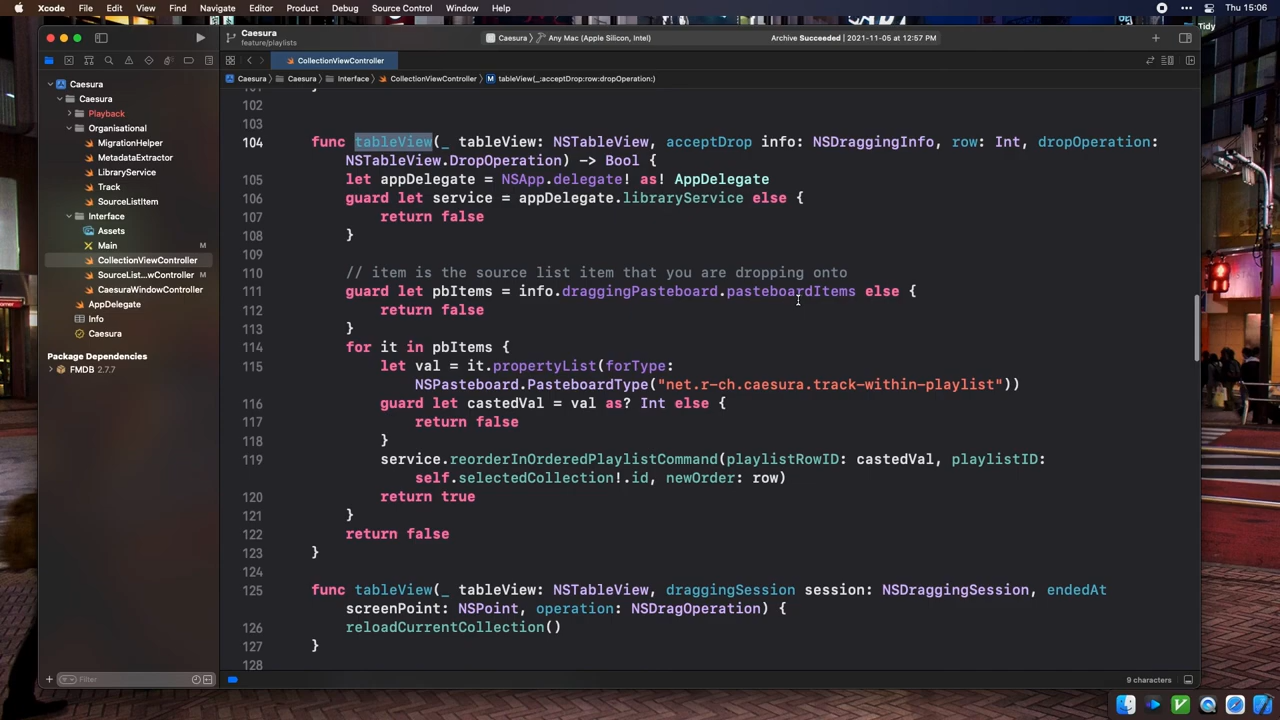 Xcode File Edit View Find Navigate Editor Product Debug Source Control Window Help Thu 15:06
Tidy
Caesura
feature/playlists
Caesura 〉 Any Mac (Apple Silicon, Intel)
Archive Succeeded | 2021-11-05 at 12:57 PM
CollectionViewController
Caesura 〉 Caesura 〉 Interface 〉 CollectionViewController 〉 M tableView(_:acceptDrop:row:dropOperation:)
Caesura
Caesura
Playback
Organisational
MigrationHelper
MetadataExtractor
LibraryService
Track
SourceListItem
Interface
Assets
Main M
CollectionViewController
SourceList...wController M
CaesuraWindowController
AppDelegate
Info
Caesura
Package Dependencies
FMDB 2.7.7
Filter
101 }
102
103
104 func tableView(_ tableView: NSTableView, acceptDrop info: NSDraggingInfo, row: Int, dropOperation:
NSTableView.DropOperation) -> Bool {
105 let appDelegate = NSApp.delegate! as! AppDelegate
106 guard let service = appDelegate.libraryService else {
107 return false
108 }
109
110 // item is the source list item that you are dropping onto
111 guard let pbItems = info.draggingPasteboard.pasteboardItems else {
112 return false
113 }
114 for it in pbItems {
115 let val = it.propertyList(forType:
NSPasteboard.PasteboardType("net.r-ch.caesura.track-within-playlist"))
116 guard let castedVal = val as? Int else {
117 return false
118 }
119 service.reorderInOrderedPlaylistCommand(playlistRowID: castedVal, playlistID:
self.selectedCollection!.id, newOrder: row)
120 return true
121 }
122 return false
123 }
124
125 func tableView(_ tableView: NSTableView, draggingSession session: NSDraggingSession, endedAt
screenPoint: NSPoint, operation: NSDragOperation) {
126 reloadCurrentCollection()
127 }
128
9 characters